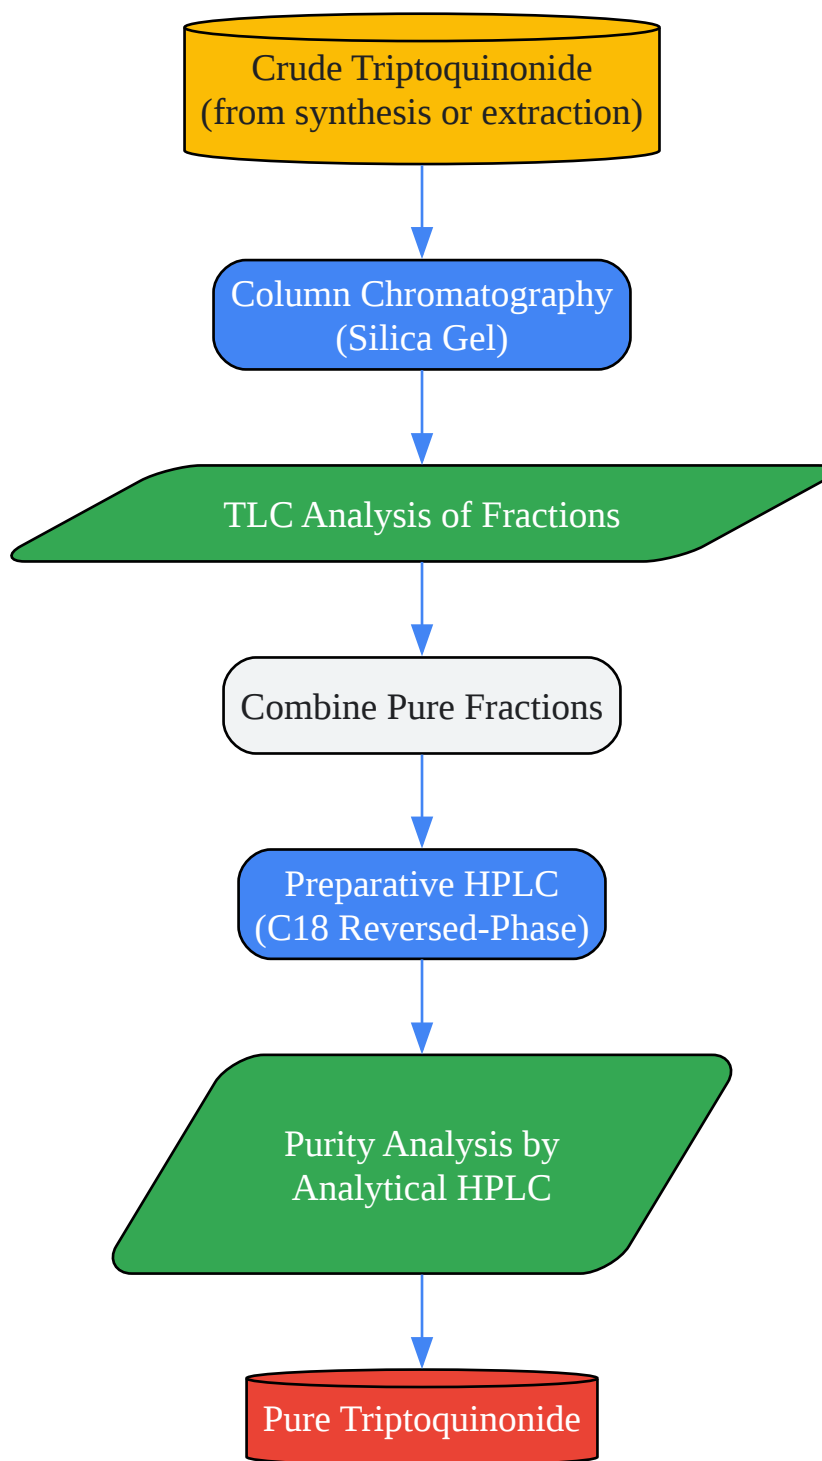 Crude Triptoquinonide
(from synthesis or extraction)
Column Chromatography
(Silica Gel)
TLC Analysis of Fractions
Combine Pure Fractions
Preparative HPLC
(C18 Reversed-Phase)
Purity Analysis by
Analytical HPLC
Pure Triptoquinonide